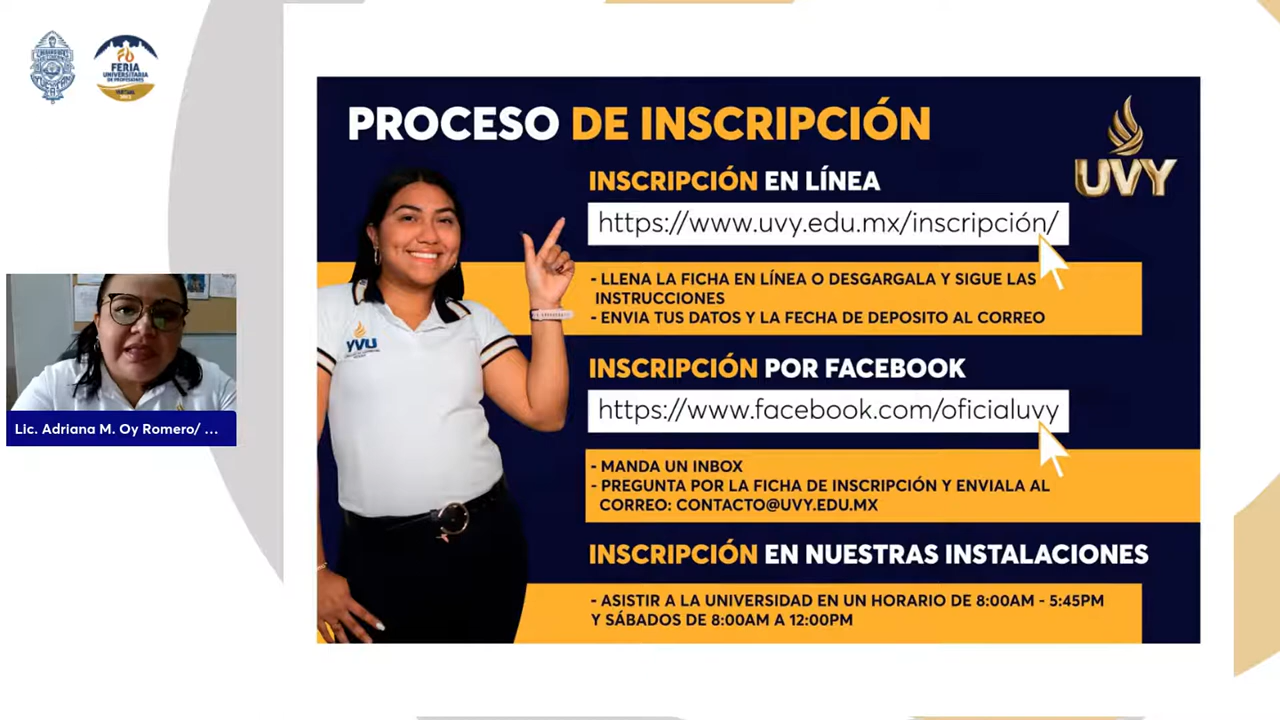 FERIA
UNIVERSITARIA
DE PROFESIONES
PROCESO DE INSCRIPCIÓN
UVY
INSCRIPCIÓN EN LÍNEA
https://www.uvy.edu.mx/inscripción/
- LLENA LA FICHA EN LÍNEA O DESGARGALA Y SIGUE LAS
INSTRUCCIONES
- ENVIA TUS DATOS Y LA FECHA DE DEPOSITO AL CORREO
YVU
INSCRIPCIÓN POR FACEBOOK
https://www.facebook.com/oficialuvy
Lic. Adriana M. Oy Romero/ ...
- MANDA UN INBOX
- PREGUNTA POR LA FICHA DE INSCRIPCIÓN Y ENVIALA AL
CORREO: CONTACTO@UVY.EDU.MX
INSCRIPCIÓN EN NUESTRAS INSTALACIONES
- ASISTIR A LA UNIVERSIDAD EN UN HORARIO DE 8:00AM - 5:45PM
Y SÁBADOS DE 8:00AM A 12:00PM